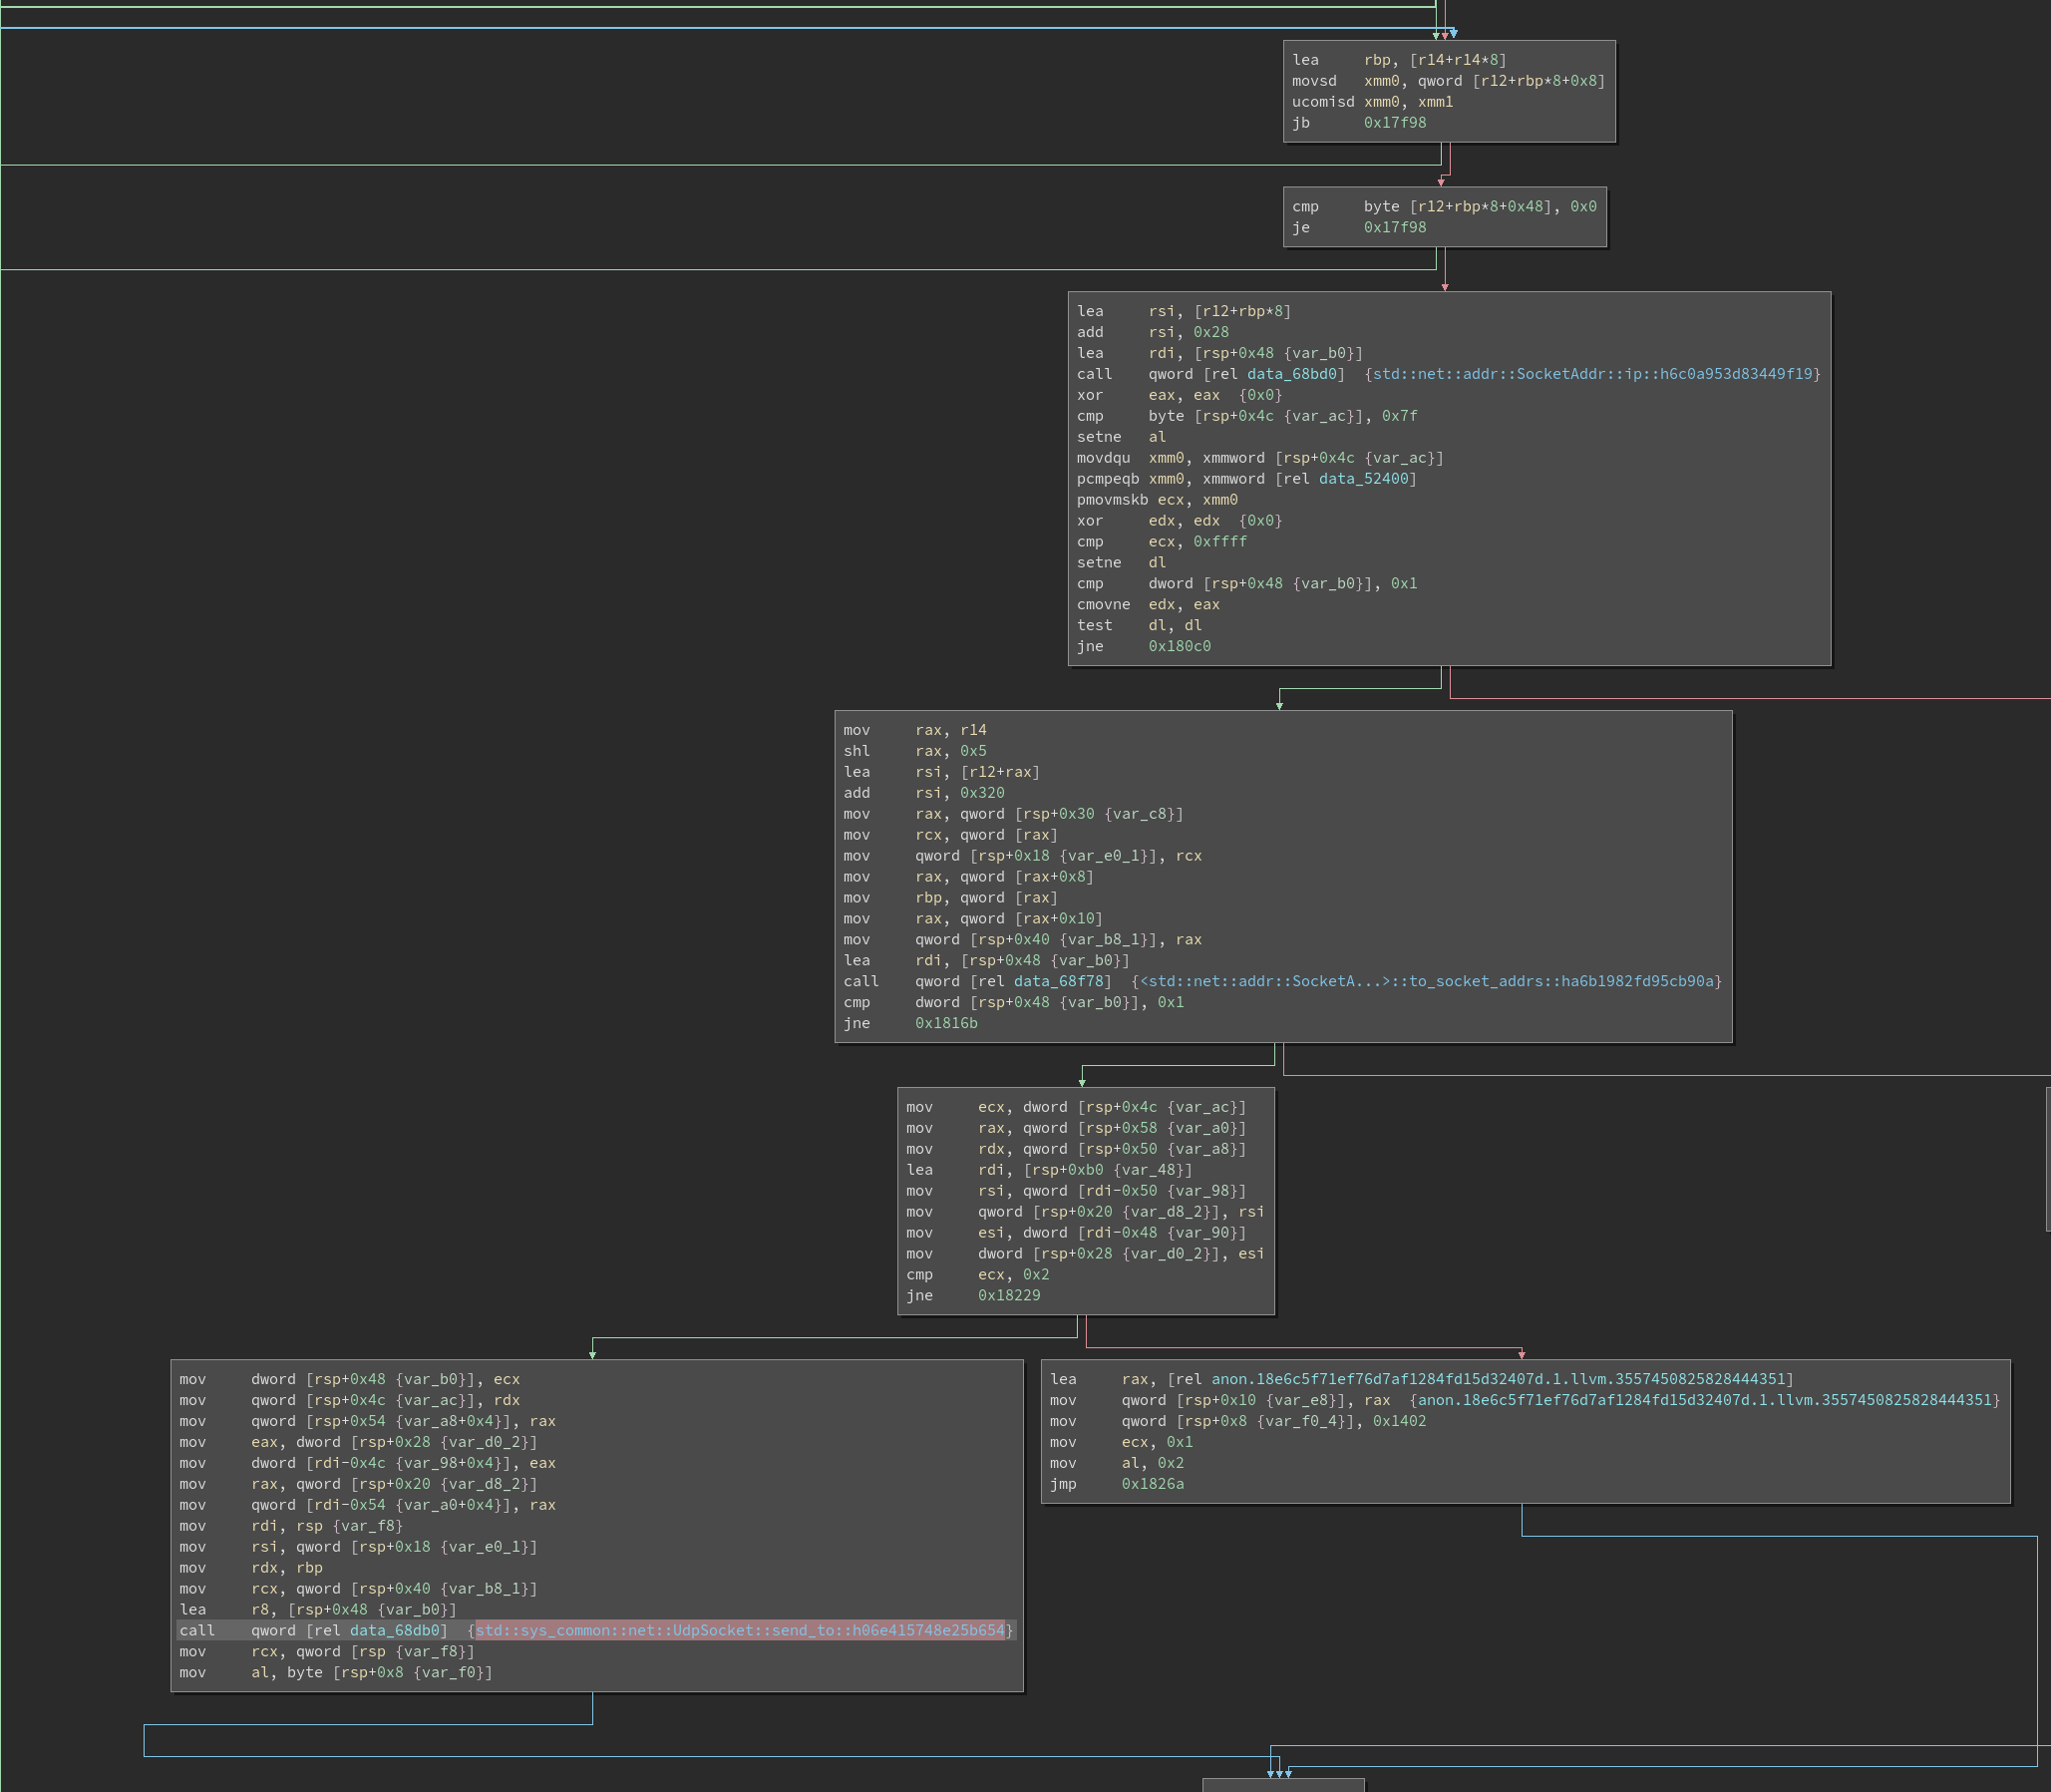 lea rbp, [r14+r14*8]
movsd xmm0, qword [r12+rbp*8+0x8]
ucomisd xmm0, xmm1
jb 0x17f98
cmp byte [r12+rbp*8+0x48], 0x0
je 0x17f98
lea rsi, [r12+rbp*8]
add rsi, 0x28
lea rdi, [rsp+0x48 {var_b0}]
call qword [rel data_68bd0] {std::net::addr::SocketAddr::ip::h6c0a953d83449f19}
xor eax, eax {0x0}
cmp byte [rsp+0x4c {var_ac}], 0x7f
setne al
movdqu xmm0, xmmword [rsp+0x4c {var_ac}]
pcmpeqb xmm0, xmmword [rel data_52400]
pmovmskb ecx, xmm0
xor edx, edx {0x0}
cmp ecx, 0xffff
setne dl
cmp dword [rsp+0x48 {var_b0}], 0x1
cmovne edx, eax
test dl, dl
jne 0x180c0
mov rax, r14
shl rax, 0x5
lea rsi, [r12+rax]
add rsi, 0x320
mov rax, qword [rsp+0x30 {var_c8}]
mov rcx, qword [rax]
mov qword [rsp+0x18 {var_e0_1}], rcx
mov rax, qword [rax+0x8]
mov rbp, qword [rax]
mov rax, qword [rax+0x10]
mov qword [rsp+0x40 {var_b8_1}], rax
lea rdi, [rsp+0x48 {var_b0}]
call qword [rel data_68f78] {<std::net::addr::SocketA...>::to_socket_addrs::ha6b1982fd95cb90a}
cmp dword [rsp+0x48 {var_b0}], 0x1
jne 0x1816b
mov ecx, dword [rsp+0x4c {var_ac}]
mov rax, qword [rsp+0x58 {var_a0}]
mov rdx, qword [rsp+0x50 {var_a8}]
lea rdi, [rsp+0xb0 {var_48}]
mov rsi, qword [rdi-0x50 {var_98}]
mov qword [rsp+0x20 {var_d8_2}], rsi
mov esi, dword [rdi-0x48 {var_90}]
mov dword [rsp+0x28 {var_d0_2}], esi
cmp ecx, 0x2
jne 0x18229
mov dword [rsp+0x48 {var_b0}], ecx
mov qword [rsp+0x4c {var_ac}], rdx
mov qword [rsp+0x54 {var_a8+0x4}], rax
mov eax, dword [rsp+0x28 {var_d0_2}]
mov dword [rdi-0x4c {var_98+0x4}], eax
mov rax, qword [rsp+0x20 {var_d8_2}]
mov qword [rdi-0x54 {var_a0+0x4}], rax
mov rdi, rsp {var_f8}
mov rsi, qword [rsp+0x18 {var_e0_1}]
mov rdx, rbp
mov rcx, qword [rsp+0x40 {var_b8_1}]
lea r8, [rsp+0x48 {var_b0}]
call qword [rel data_68db0] {std::sys_common::net::UdpSocket::send_to::h06e415748e25b654}
mov rcx, qword [rsp {var_f8}]
mov al, byte [rsp+0x8 {var_f0}]
lea rax, [rel anon.18e6c5f71ef76d7af1284fd15d32407d.1.llvm.3557450825828444351]
mov qword [rsp+0x10 {var_e8}], rax {anon.18e6c5f71ef76d7af1284fd15d32407d.1.llvm.3557450825828444351}
mov qword [rsp+0x8 {var_f0_4}], 0x1402
mov ecx, 0x1
mov al, 0x2
jmp 0x1826a